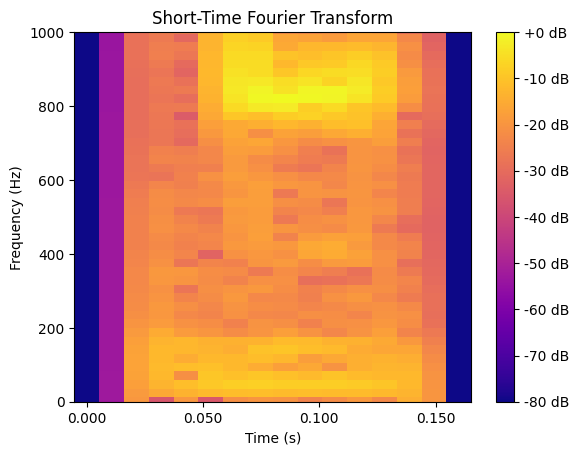 Short-Time Fourier Transform
1000
800
600
400
200
0
Frequency (Hz)
0.000
0.050
0.100
0.150
Time (s)
+0 dB
-10 dB
-20 dB
-30 dB
-40 dB
-50 dB
-60 dB
-70 dB
-80 dB